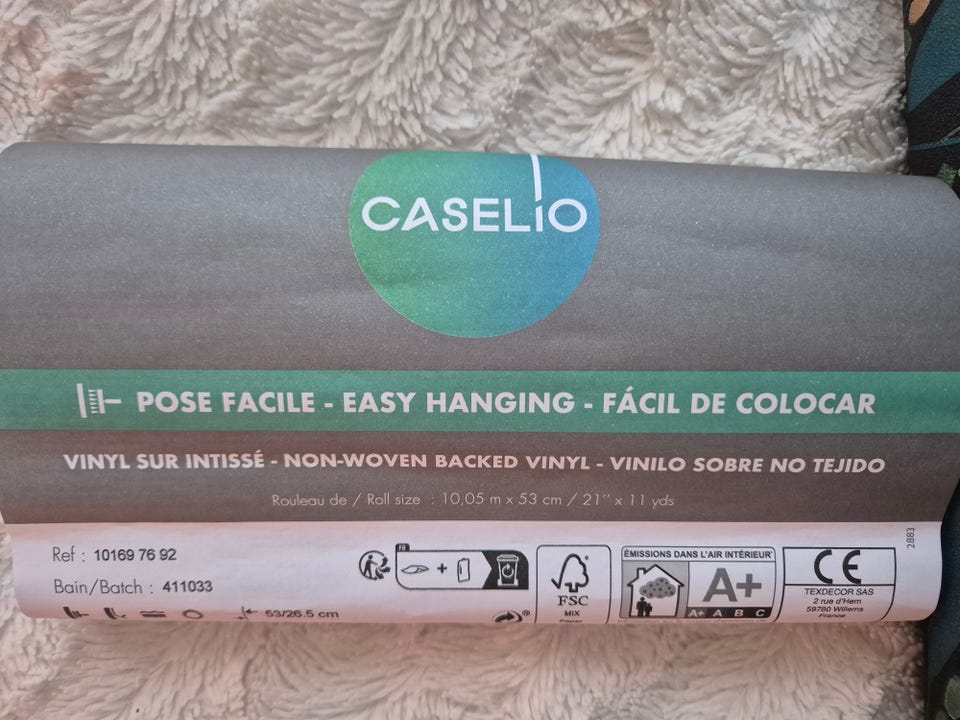 CASELIO
POSE FACILE - EASY HANGING - FÁCIL DE COLOCAR
VINYL SUR INTISSÉ - NON-WOVEN BACKED VINYL - VINILO SOBRE NO TEJIDO
Rouleau de / Roll size : 10,05 m x 53 cm / 21'' x 11 yds
2883
Ref : 10169 76 92
Bain/Batch : 411033
53/26.5 cm
FR
+
FSC
MIX
Paper
®
ÉMISSIONS DANS L'AIR INTÉRIEUR*
A+
A+ A B C
CE
TEXDECOR SAS
2 rue d'Hem
59780 Willems
France